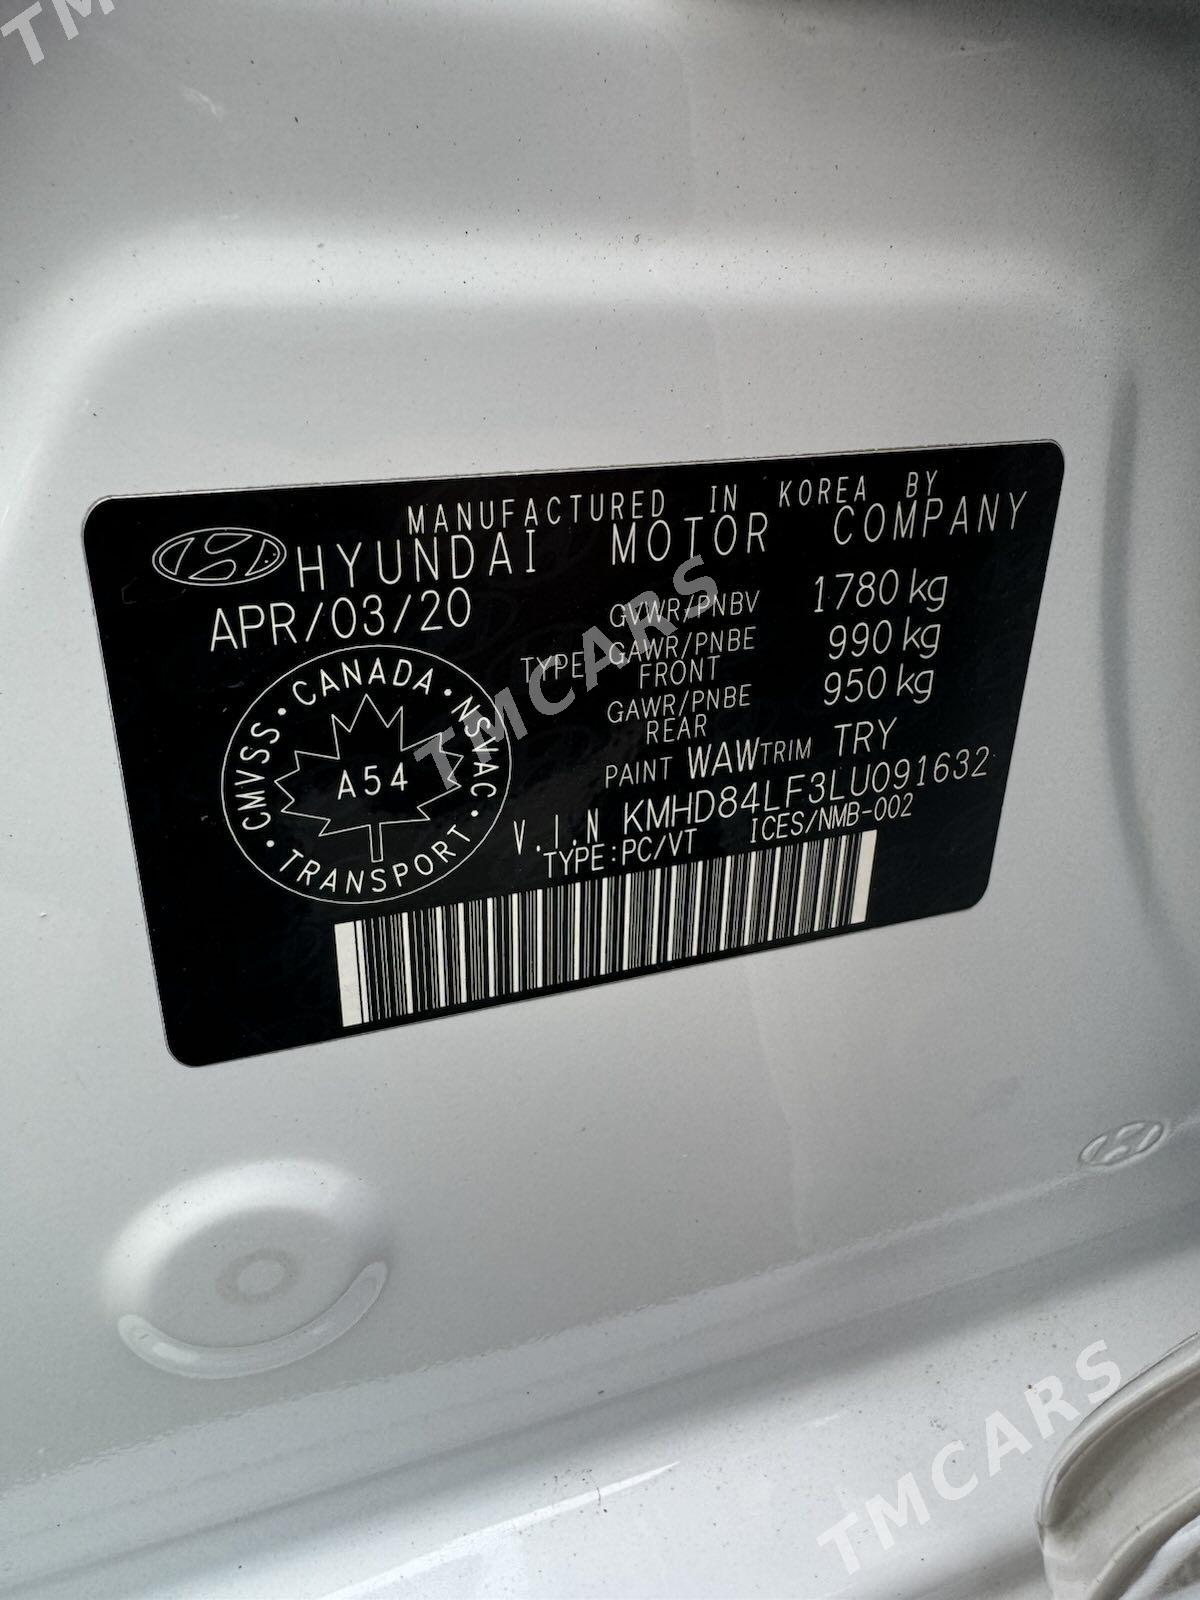 MANUFACTURED IN KOREA BY
HYUNDAI MOTOR COMPANY
APR/03/20
GVWR/PNBV 1780 kg
TYPE GAWR/PNBE FRONT 990 kg
GAWR/PNBE REAR 950 kg
PAINT WAW TRIM TRY
V.I.N KMHD84LF3LU091632
TYPE:PC/VT ICES/NMB-002
CMVSS · CANADA · NSVAC · TRANSPORT ·
A54
TMCARS
TMCARS